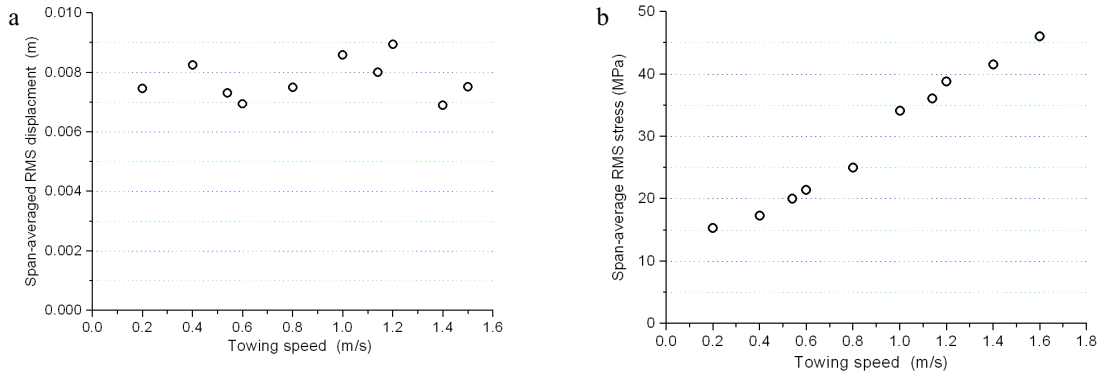 a
0.010
0.008
0.006
0.004
0.002
0.000
Span-averaged RMS displacment (m)
0.0 0.2 0.4 0.6 0.8 1.0 1.2 1.4 1.6
Towing speed (m/s)
b
50
40
30
20
10
0
Span-average RMS stress (MPa)
0.0 0.2 0.4 0.6 0.8 1.0 1.2 1.4 1.6 1.8
Towing speed (m/s)